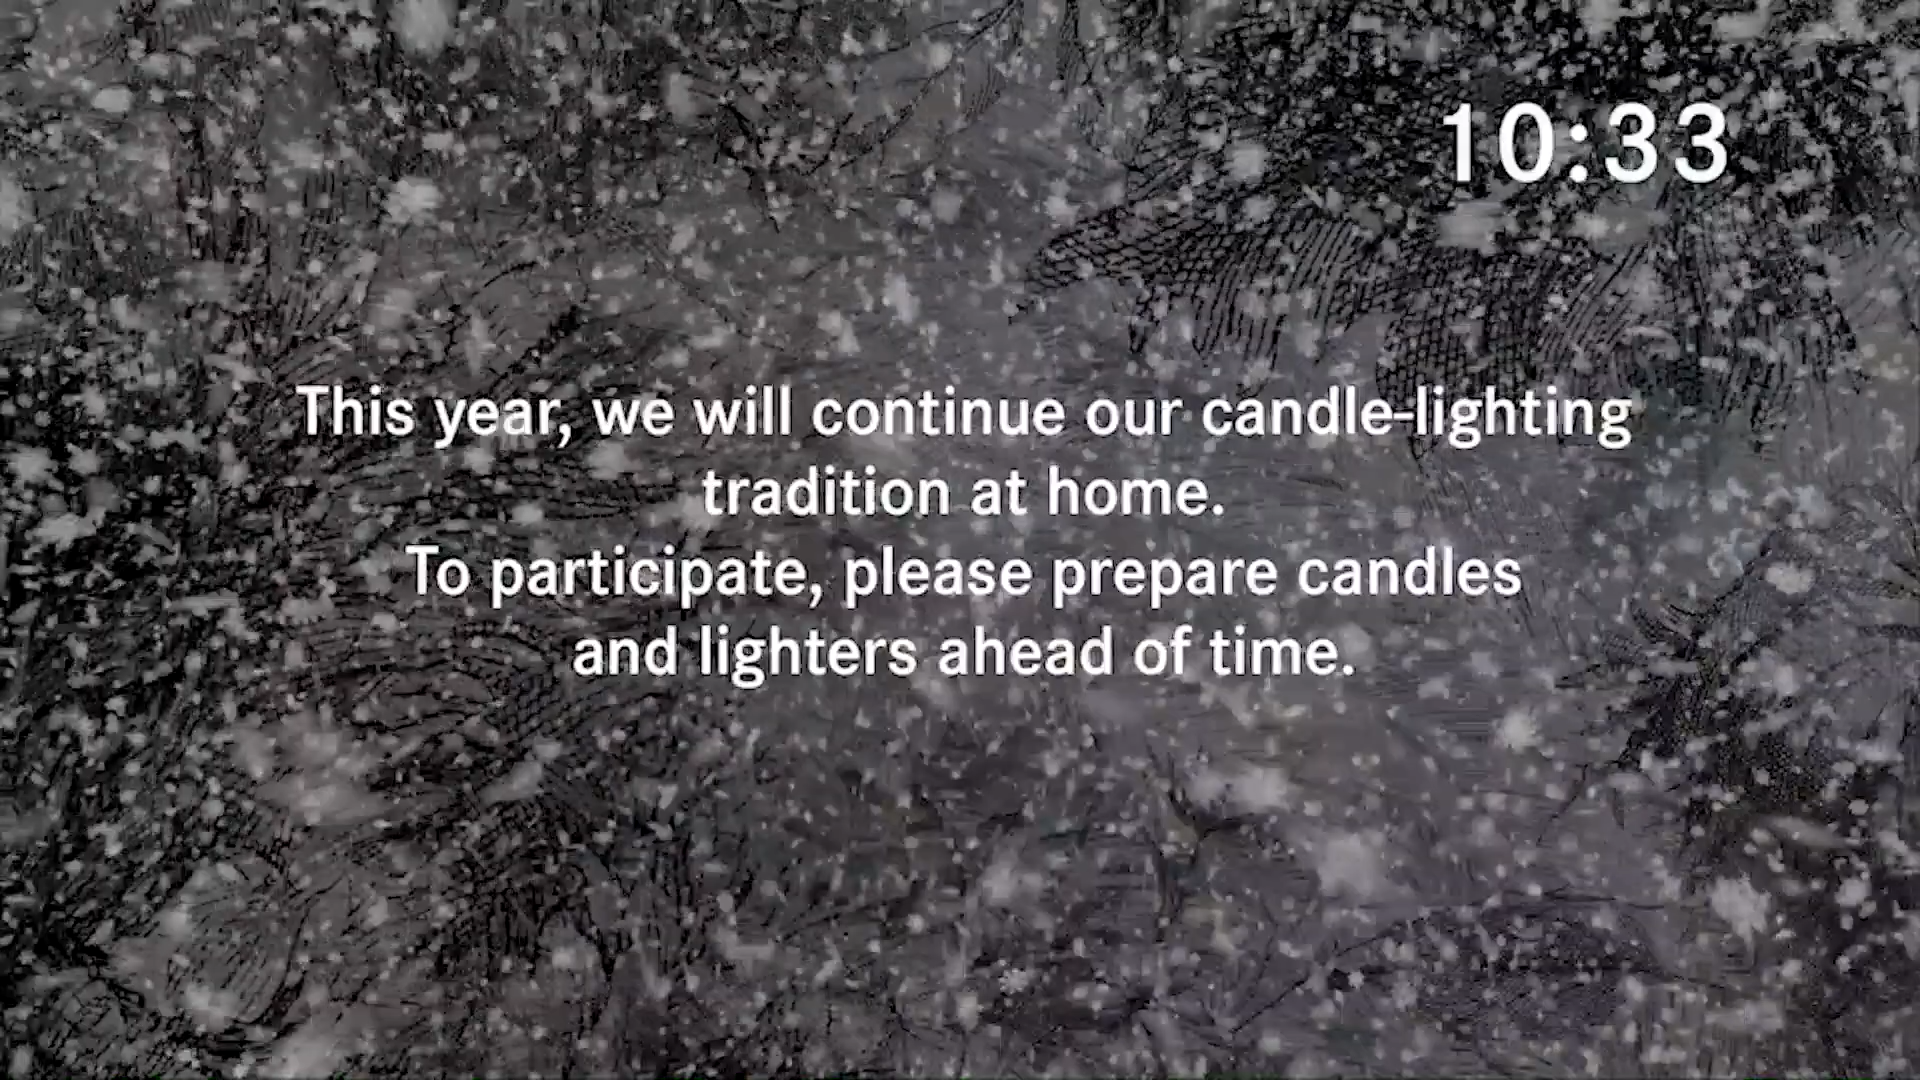 10:33
This year, we will continue our candle-lighting
tradition at home.
To participate, please prepare candles
and lighters ahead of time.